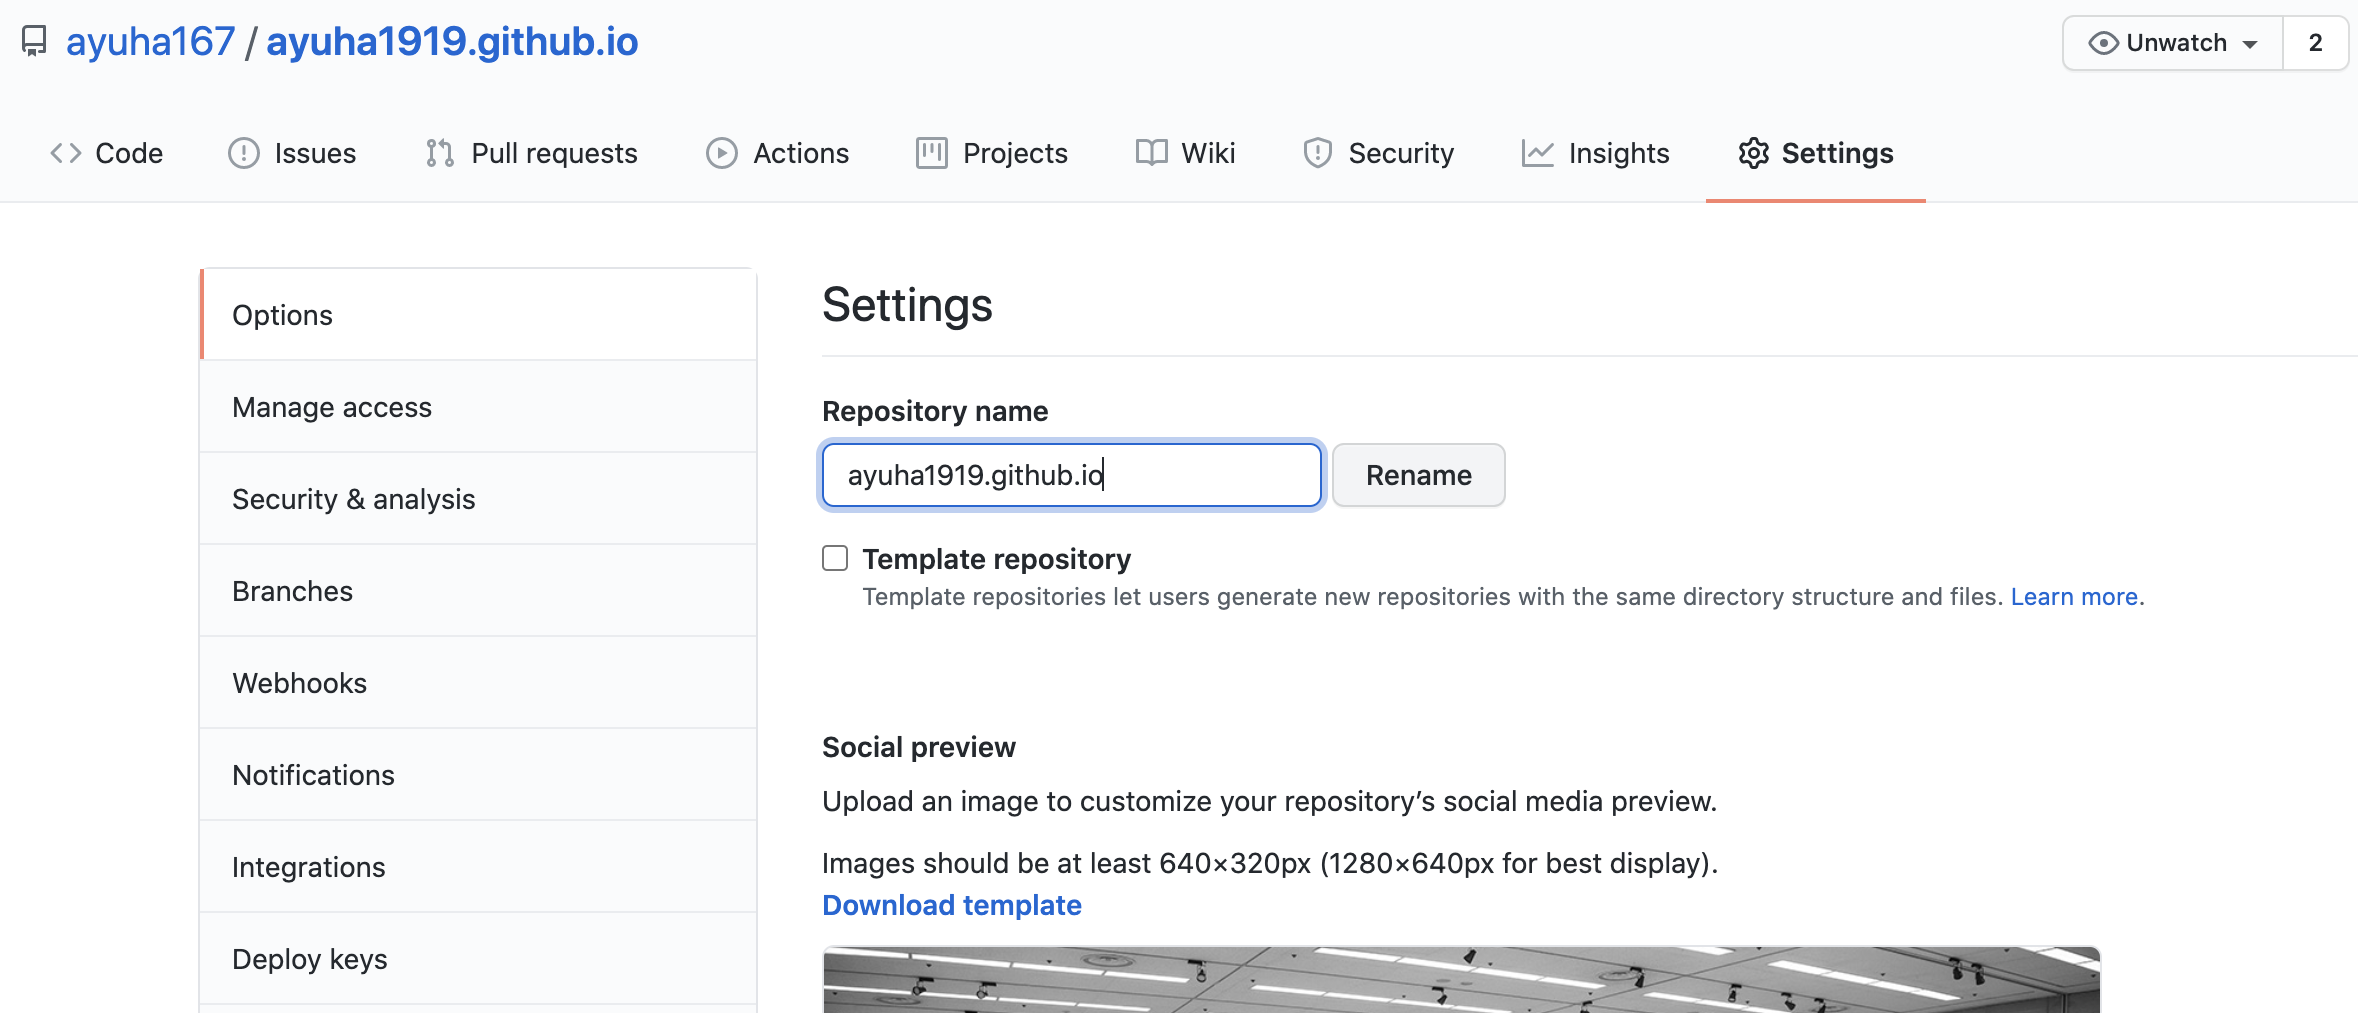 ayuha167 / ayuha1919.github.io
Unwatch 2
Code Issues Pull requests Actions Projects Wiki Security Insights Settings
Options
Manage access
Security & analysis
Branches
Webhooks
Notifications
Integrations
Deploy keys
Settings
Repository name
ayuha1919.github.io Rename
Template repository
Template repositories let users generate new repositories with the same directory structure and files. Learn more.
Social preview
Upload an image to customize your repository’s social media preview.
Images should be at least 640×320px (1280×640px for best display).
Download template